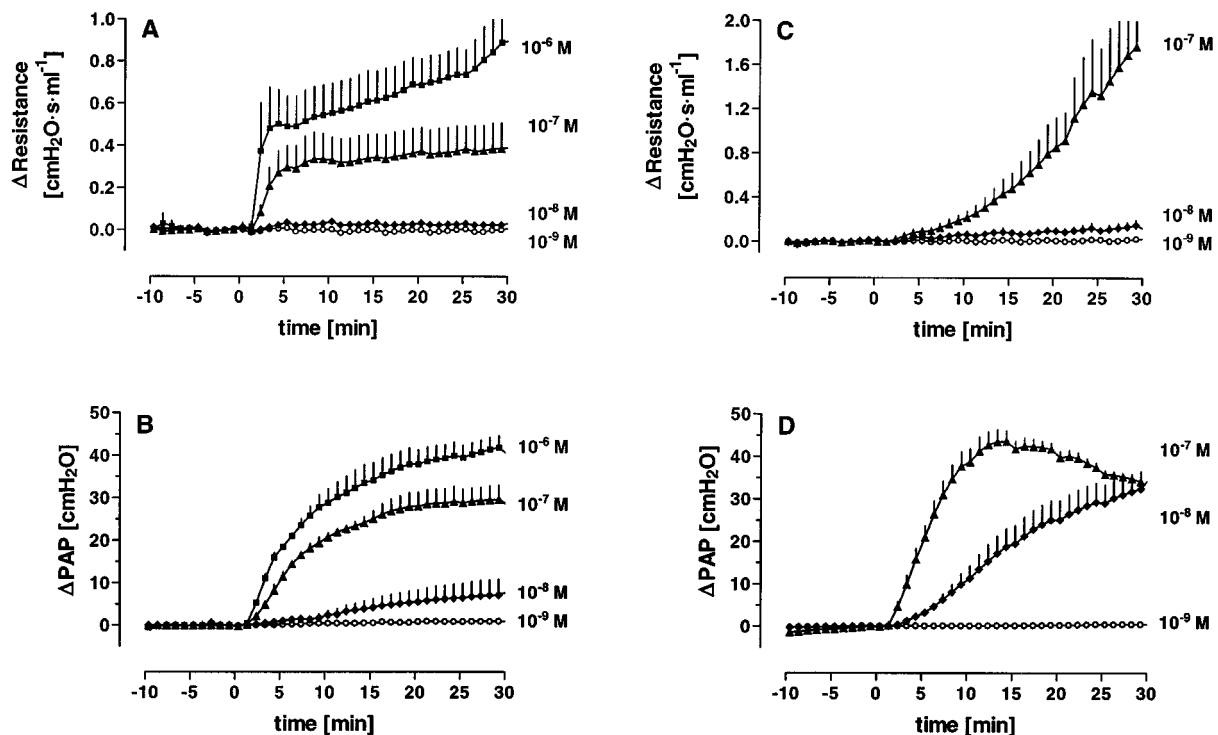 A
ΔResistance
[cmH₂O·s·ml⁻¹]
1.0
0.8
0.6
0.4
0.2
0.0
10⁻⁶ M
10⁻⁷ M
10⁻⁸ M
10⁻⁹ M
-10 -5 0 5 10 15 20 25 30
time [min]
C
ΔResistance
[cmH₂O·s·ml⁻¹]
2.0
1.6
1.2
0.8
0.4
0.0
10⁻⁷ M
10⁻⁸ M
10⁻⁹ M
-10 -5 0 5 10 15 20 25 30
time [min]
B
ΔPAP [cmH₂O]
50
40
30
20
10
0
10⁻⁶ M
10⁻⁷ M
10⁻⁸ M
10⁻⁹ M
-10 -5 0 5 10 15 20 25 30
time [min]
D
ΔPAP [cmH₂O]
50
40
30
20
10
0
10⁻⁷ M
10⁻⁸ M
10⁻⁹ M
-10 -5 0 5 10 15 20 25 30
time [min]